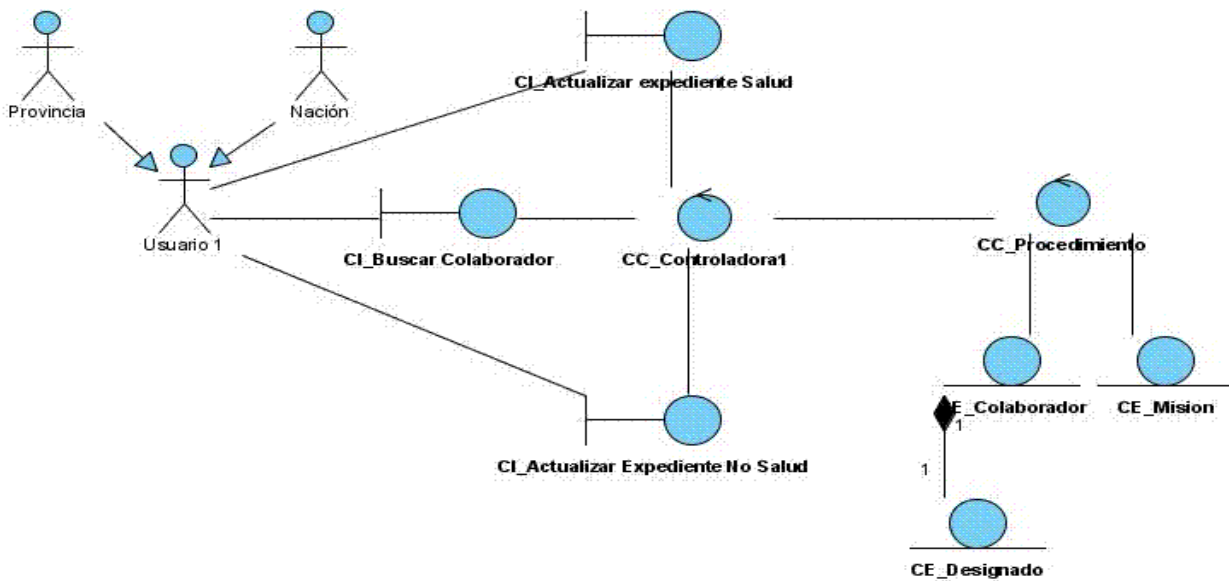 Provincia
Nación
CI_Actualizar expediente Salud
Usuario 1
CI_Buscar Colaborador
CC_Controladora1
CC_Procedimiento
E_Colaborador
CE_Mision
1
1
CI_Actualizar Expediente No Salud
CE_Designado